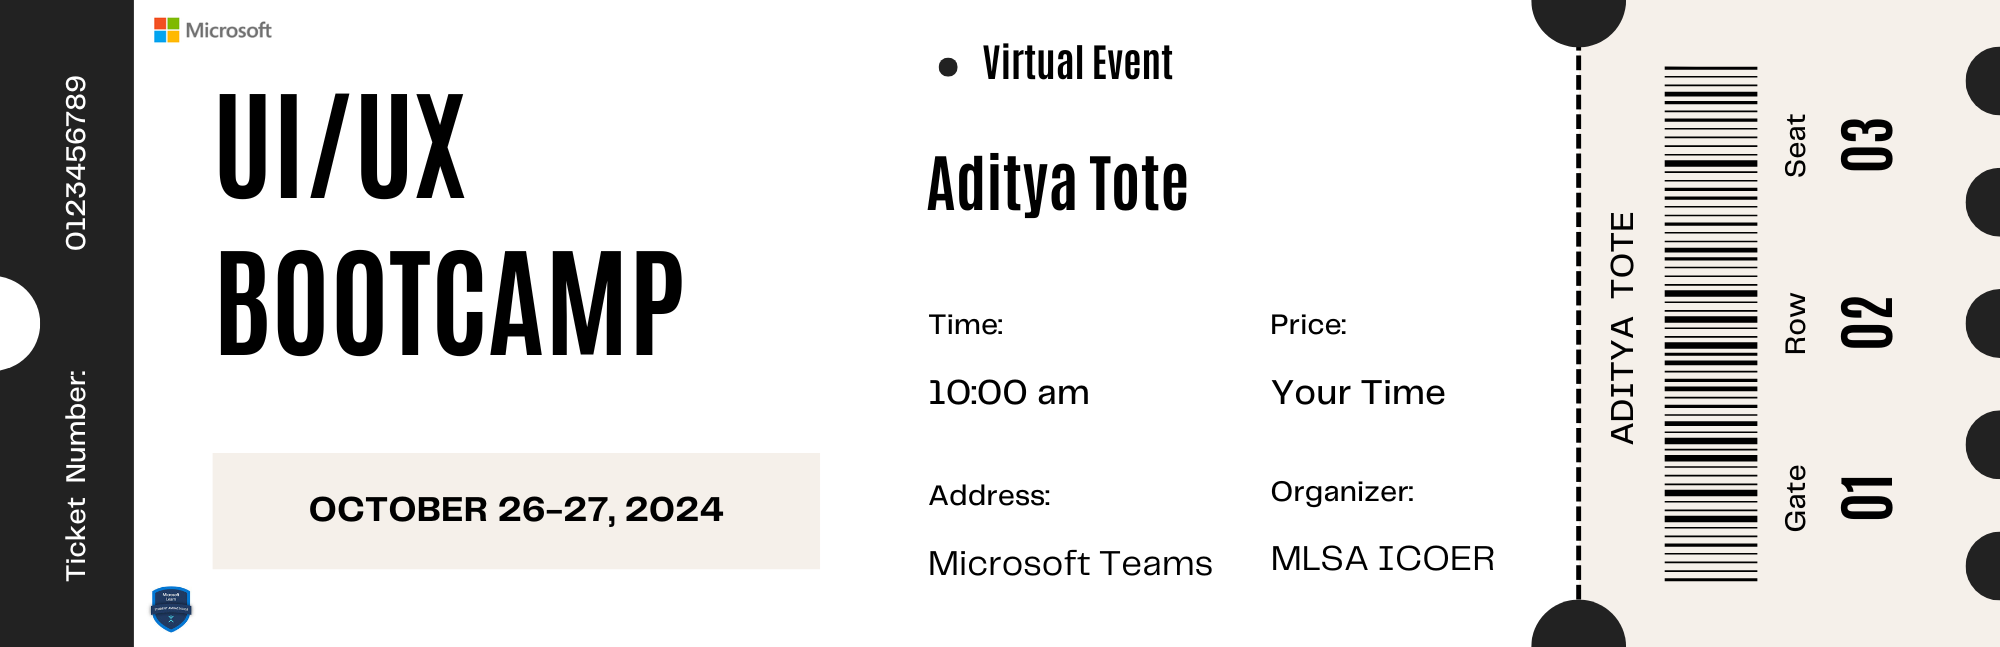 Ticket Number: 0123456789
Microsoft
UI/UX
BOOTCAMP
OCTOBER 26-27, 2024
Microsoft
Learn
STUDENT AMBASSADOR
Virtual Event
Aditya Tote
Time:
10:00 am
Price:
Your Time
Address:
Microsoft Teams
Organizer:
MLSA ICOER
ADITYA TOTE
Gate
01
Row
02
Seat
03